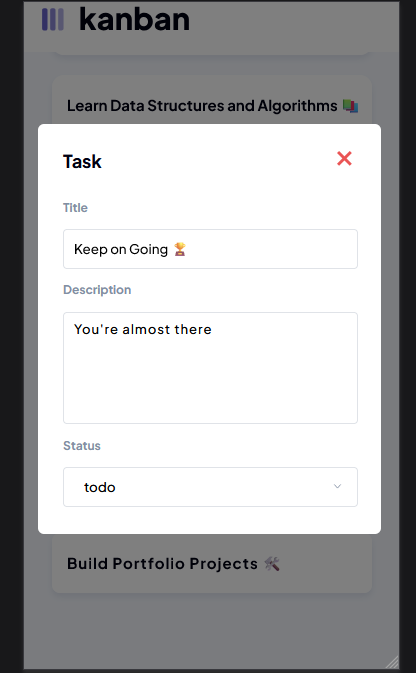 kanban
Learn Data Structures and Algorithms 📚
Task
Title
Keep on Going 🏆
Description
You're almost there
Status
todo
Build Portfolio Projects 🛠️